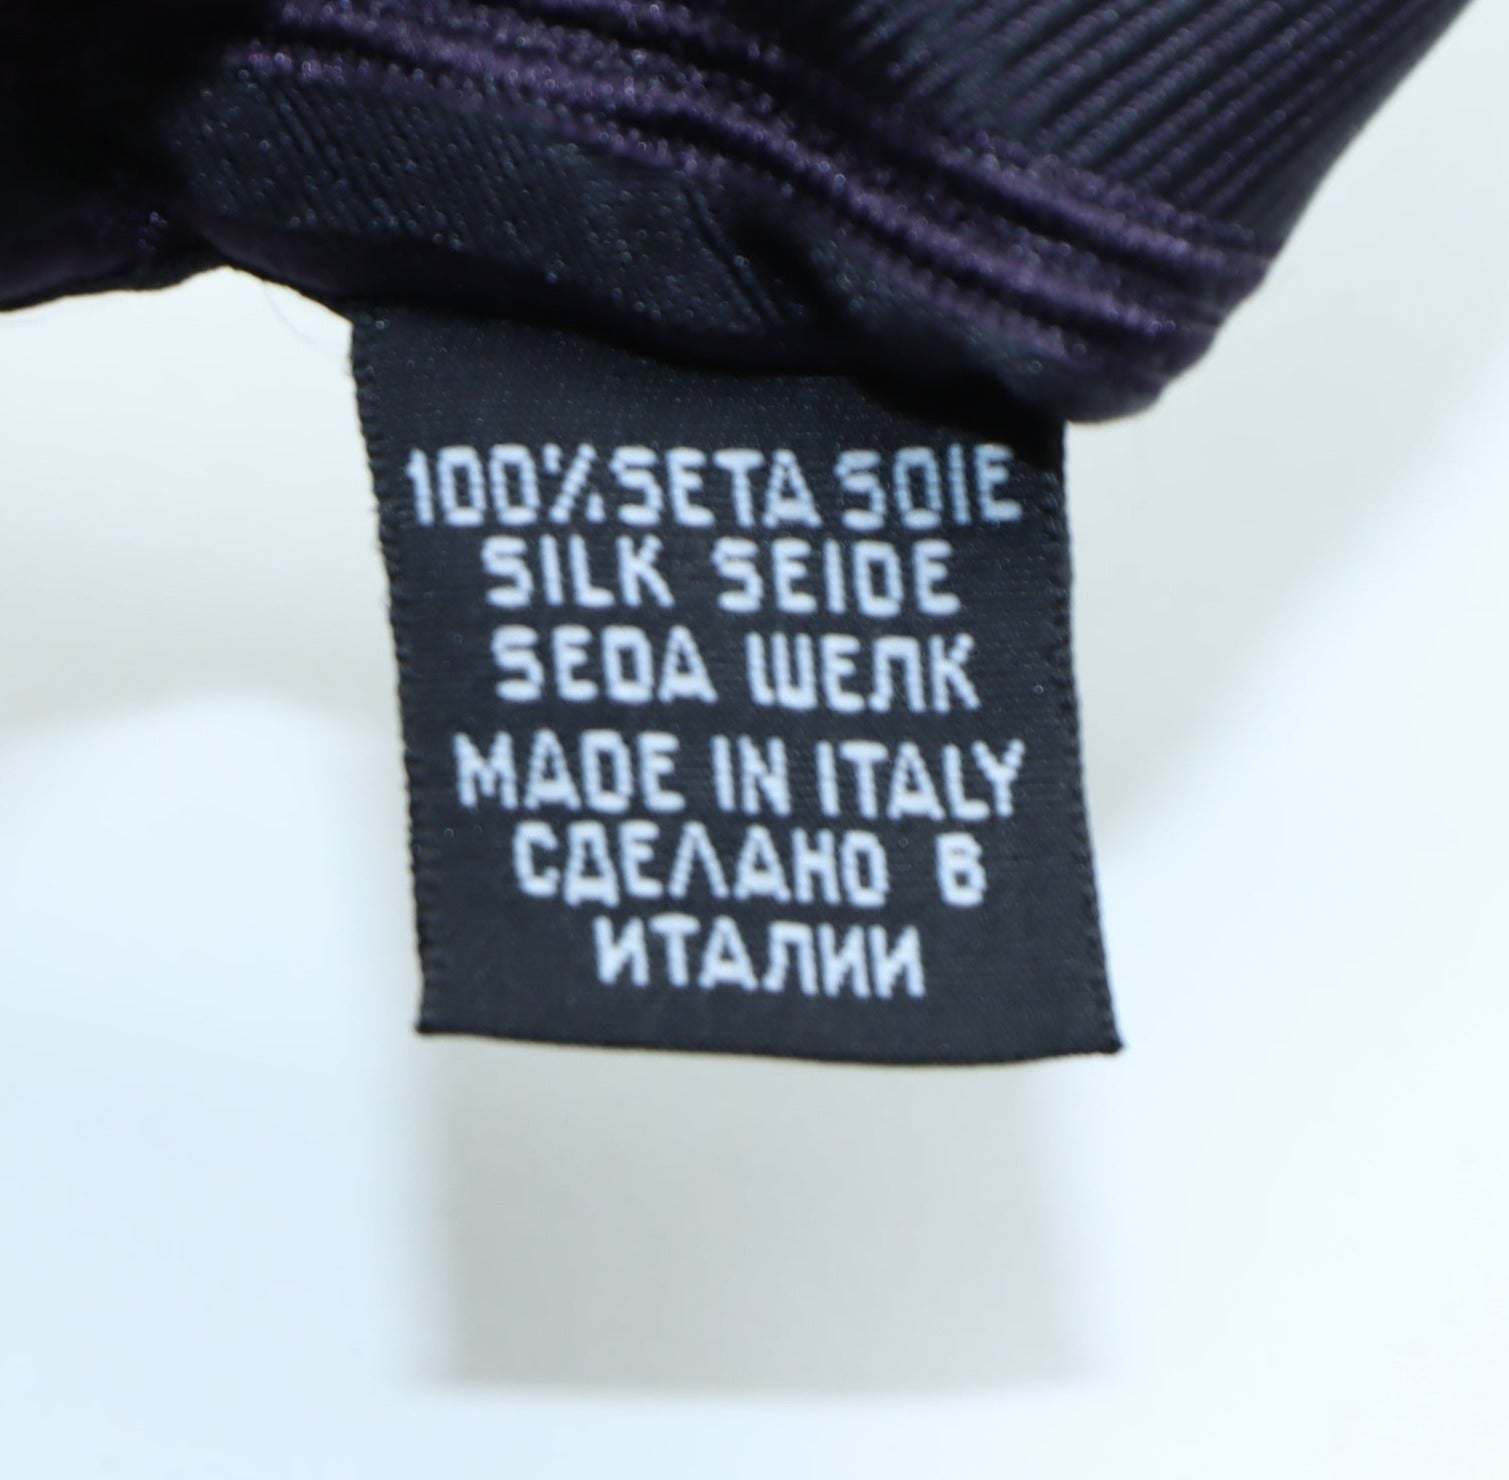 100%SETA SOIE
SILK SEIDE
SEDA ШЕЛК
MADE IN ITALY
СДЕЛАНО В
ИТАЛИИ